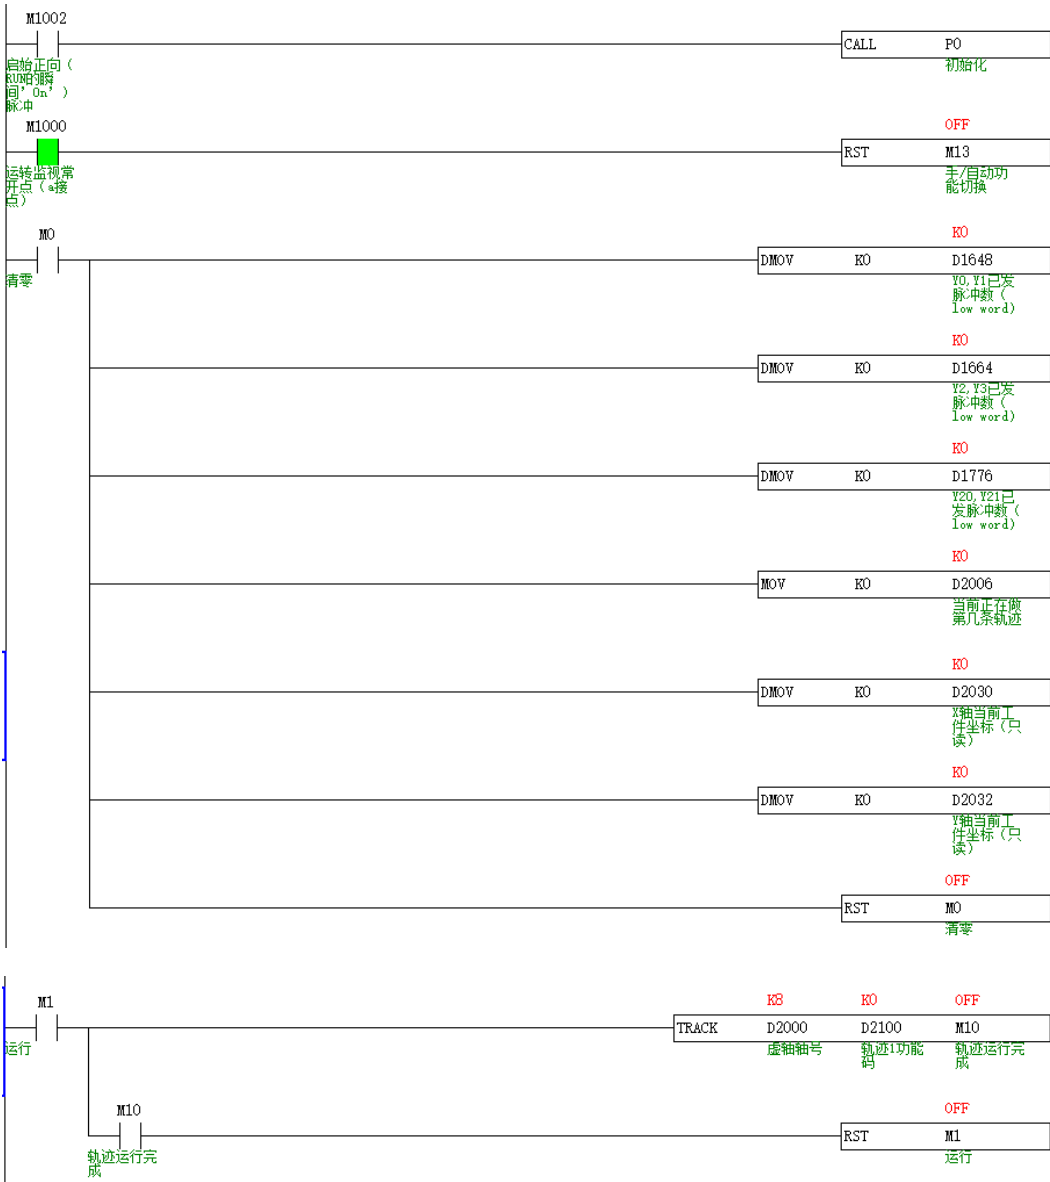 M1002
CALL P0
启始正向（
RUN的瞬
间’On’）
脉冲
初始化
M1000
OFF
RST M13
运转监视常
开点（a接
点）
手/自动功
能切换
M0
K0
DMOV K0 D1648
清零
Y0,Y1已发
脉冲数（
low word)
K0
DMOV K0 D1664
Y2,Y3已发
脉冲数（
low word)
K0
DMOV K0 D1776
Y20,Y21已
发脉冲数（
low word)
K0
MOV K0 D2006
当前正在做
第几条轨迹
K0
DMOV K0 D2030
X轴当前工
件坐标（只
读）
K0
DMOV K0 D2032
Y轴当前工
件坐标（只
读）
OFF
RST M0
清零
M1
K8 K0 OFF
TRACK D2000 D2100 M10
运行
虚轴轴号
轨迹1功能
码
轨迹运行完
成
M10
OFF
RST M1
轨迹运行完
成
运行